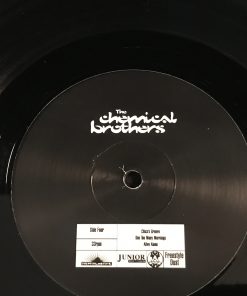 The
chemical
brothers
Side Four
33rpm
Chico's Groove
One Too Many Mornings
Alive Alone
JUNIOR
Freestyle
Dust